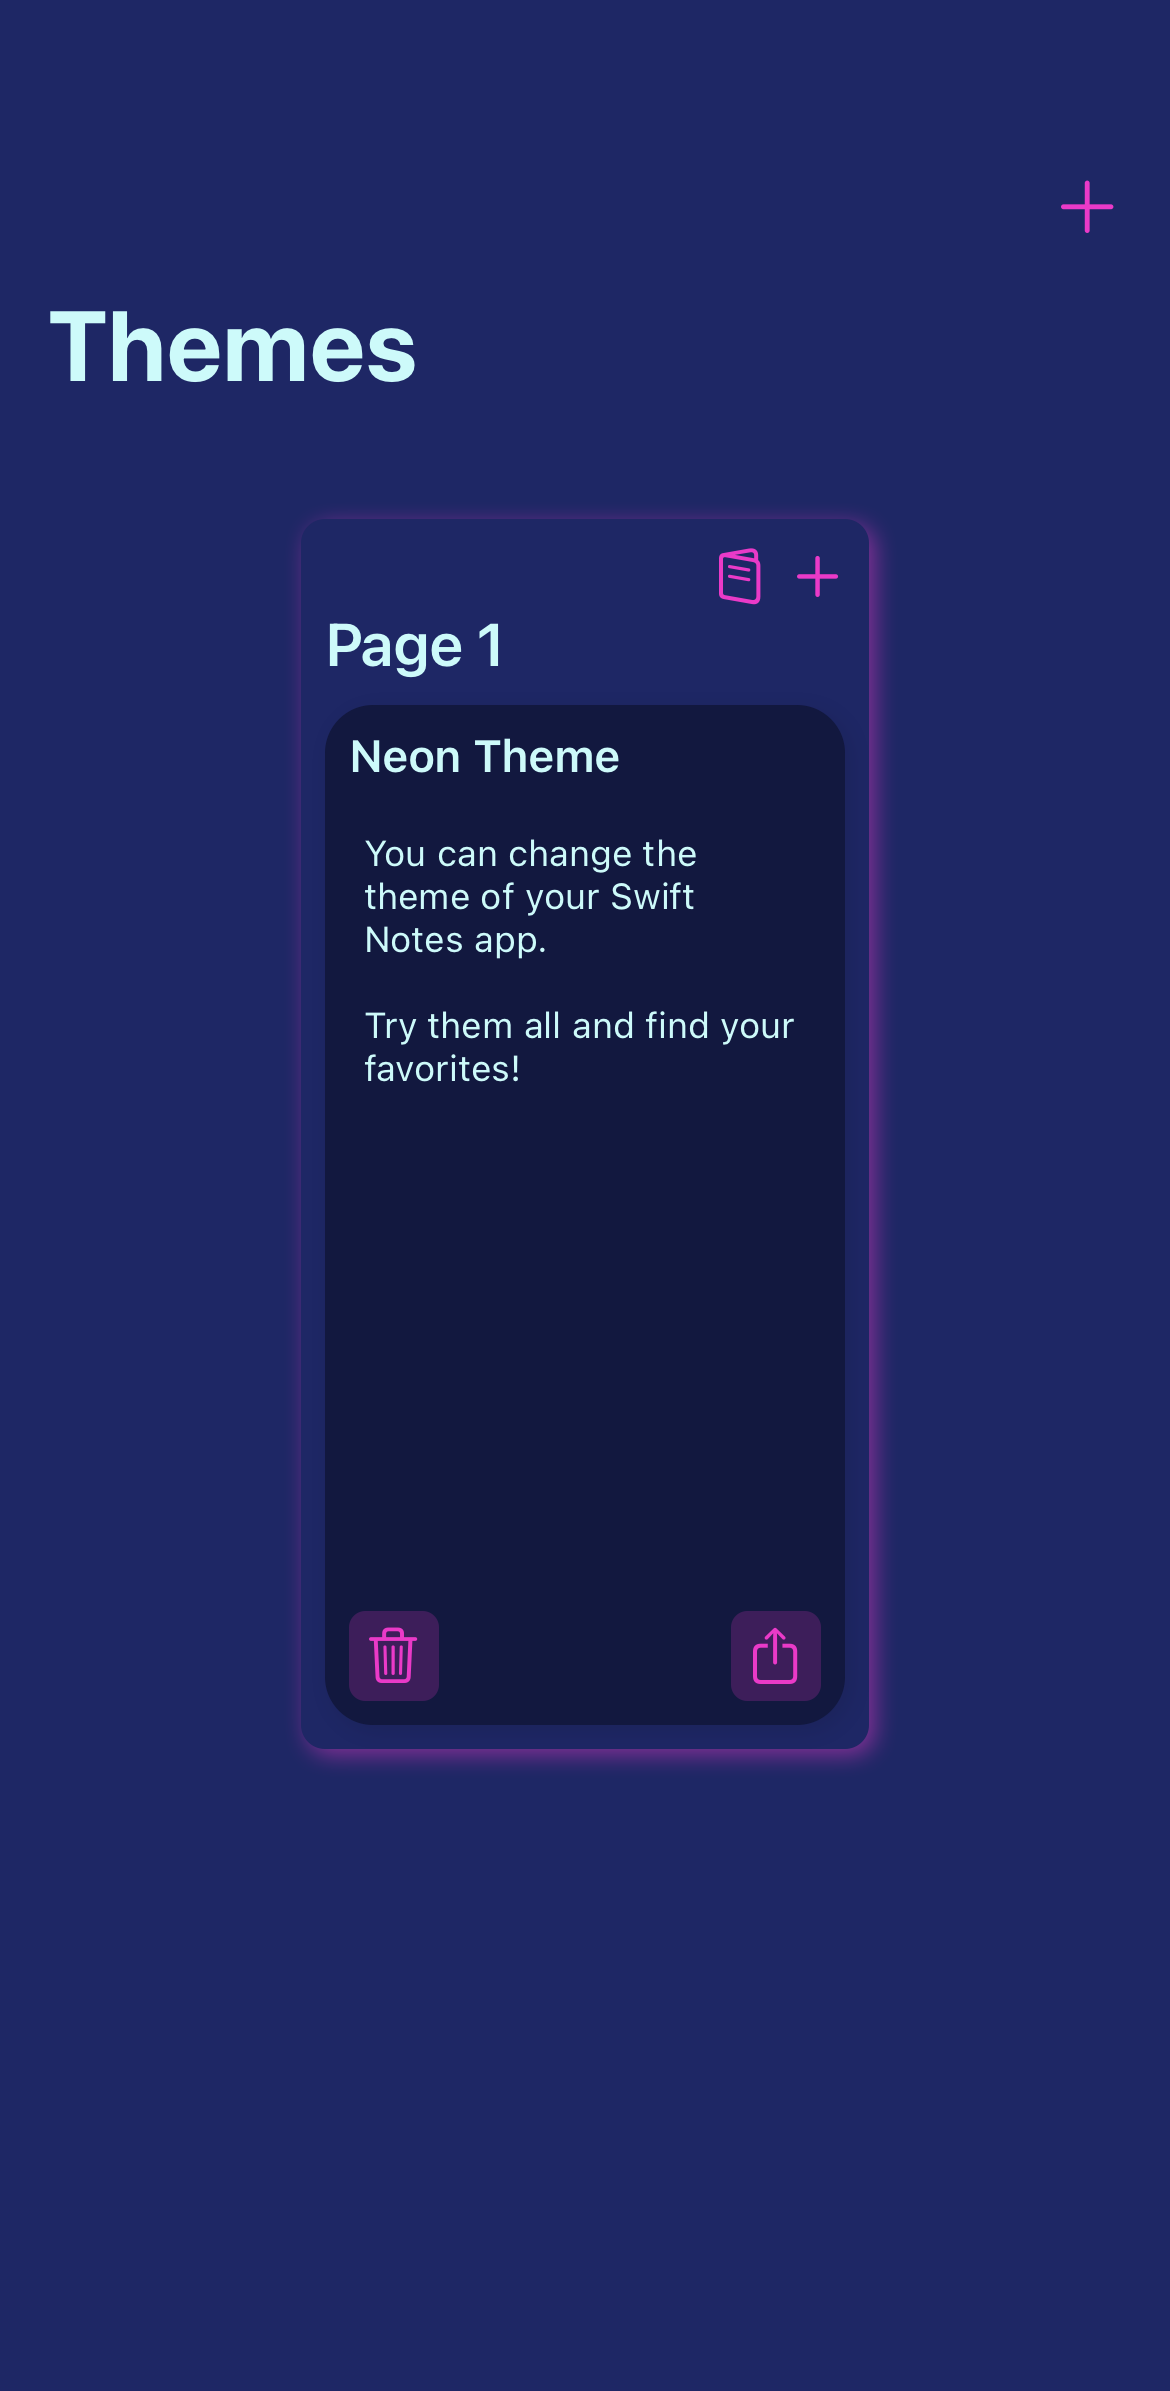 Themes
Page 1
Neon Theme
You can change the
theme of your Swift
Notes app.
Try them all and find your
favorites!